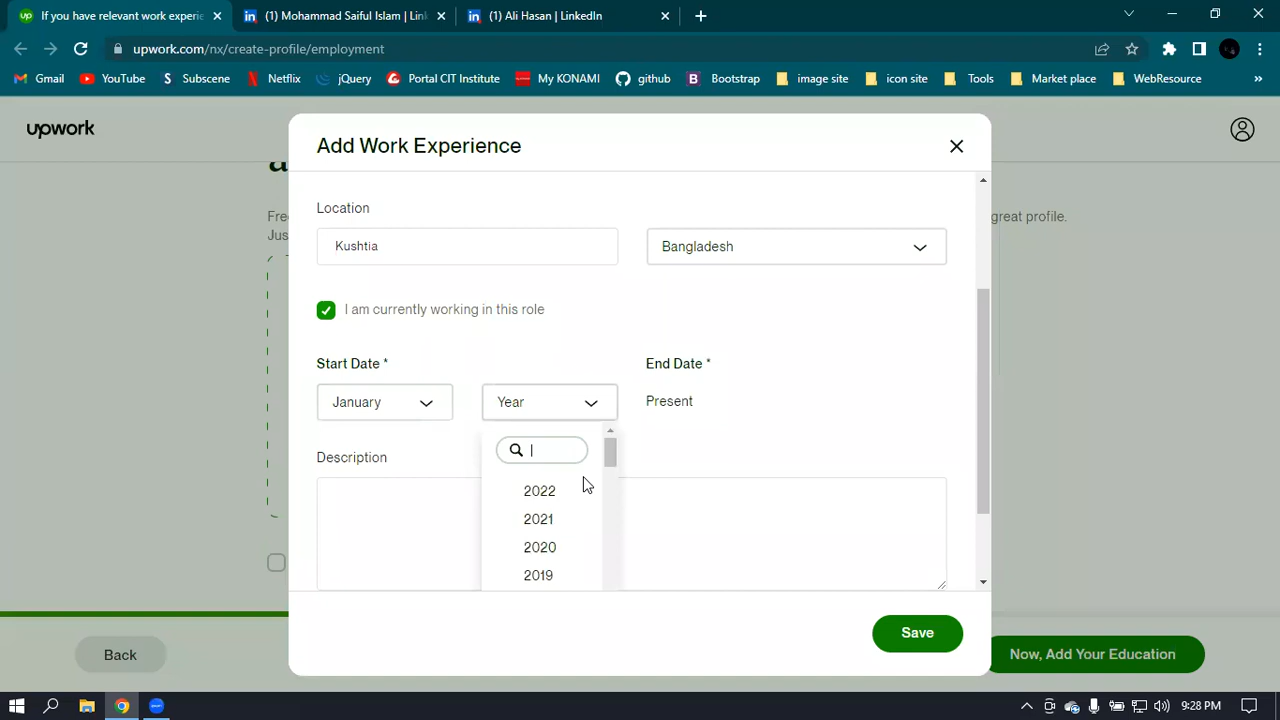 If you have relevant work experie
(1) Mohammad Saiful Islam | Link
(1) Ali Hasan | LinkedIn
upwork.com/nx/create-profile/employment
Gmail
YouTube
Subscene
Netflix
jQuery
Portal CIT Institute
My KONAMI
github
Bootstrap
image site
icon site
Tools
Market place
WebResource
»
upwork
Add Work Experience
Fre
great profile.
Jus
Location
Kushtia
Bangladesh
I am currently working in this role
Start Date *
End Date *
January
Year
Present
Description
2022
2021
2020
2019
Save
Back
Now, Add Your Education
9:28 PM